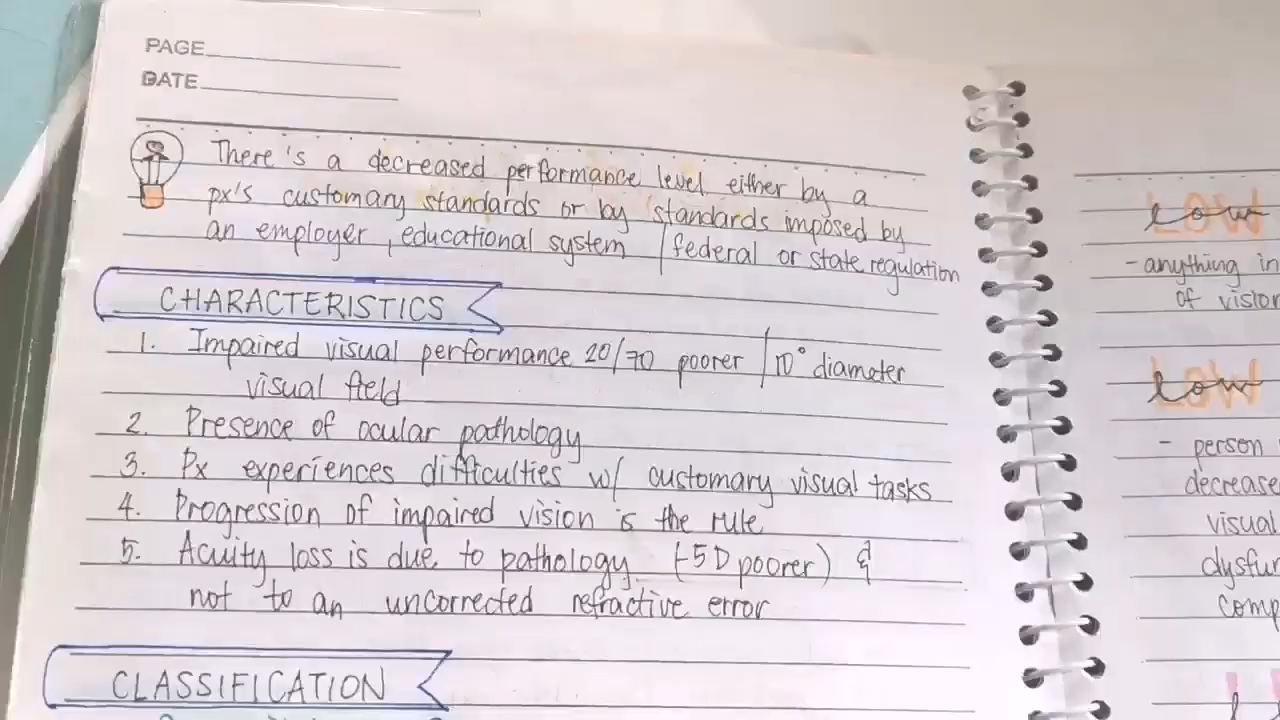 PAGE
DATE
There's a decreased performance level either by a
px's customary standards or by standards imposed by
an employer, educational system / federal or state regulation
CHARACTERISTICS
1. Impaired visual performance 20/70 poorer / 10° diameter
visual field
2. Presence of ocular pathology
3. Px experiences difficulties w/ customary visual tasks
4. Progression of impaired vision is the rule
5. Acuity loss is due to pathology (-5D poorer) &
not to an uncorrected refractive error
CLASSIFICATION
LOW
low
- anything in
of vision
LOW
low
- person
decrease
visual
dysfun
comp